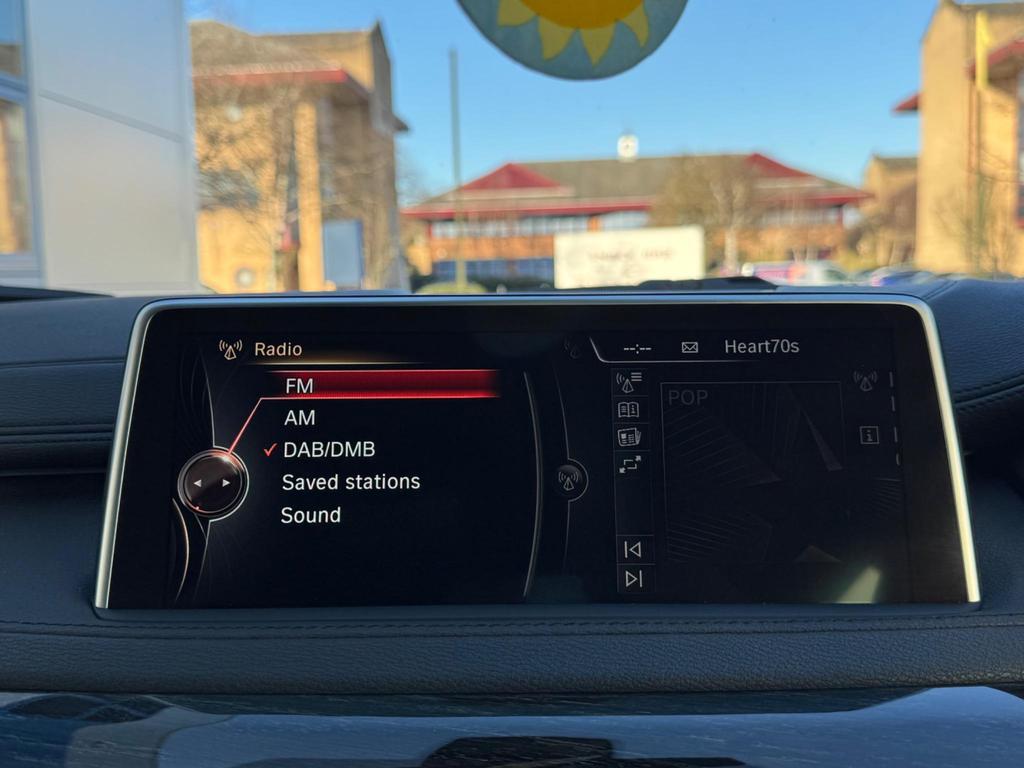 Radio
FM
AM
DAB/DMB
Saved stations
Sound
--:--
Heart70s
POP